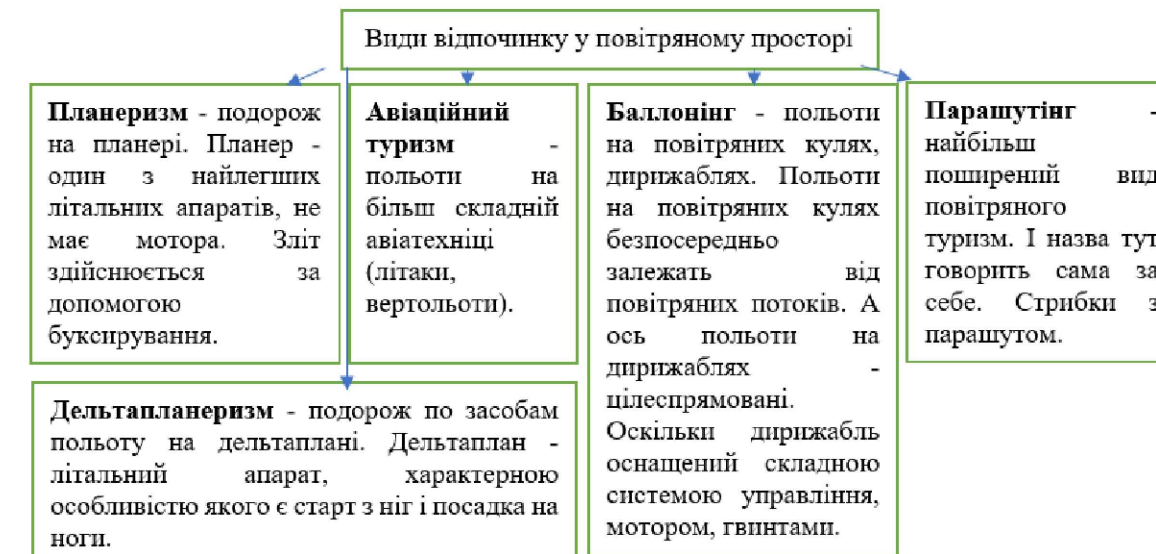 Види відпочинку у повітряному просторі
Планеризм - подорож
на планері. Планер -
один з найлегших
літальних апаратів, не
має мотора. Зліт
здійснюється за
допомогою
буксирування.
Авіаційний
туризм -
польоти на
більш складній
авіатехніці
(літаки,
вертольоти).
Баллонінг - польоти
на повітряних кулях,
дирижаблях. Польоти
на повітряних кулях
безпосередньо
залежать від
повітряних потоків. А
ось польоти на
дирижаблях -
цілеспрямовані.
Оскільки дирижабль
оснащений складною
системою управління,
мотором, гвинтами.
Парашутінг -
найбільш
поширений вид
повітряного
туризм. І назва тут
говорить сама за
себе. Стрибки з
парашутом.
Дельтапланеризм - подорож по засобам
польоту на дельтаплані. Дельтаплан -
літальний апарат, характерною
особливістю якого є старт з ніг і посадка на
ноги.